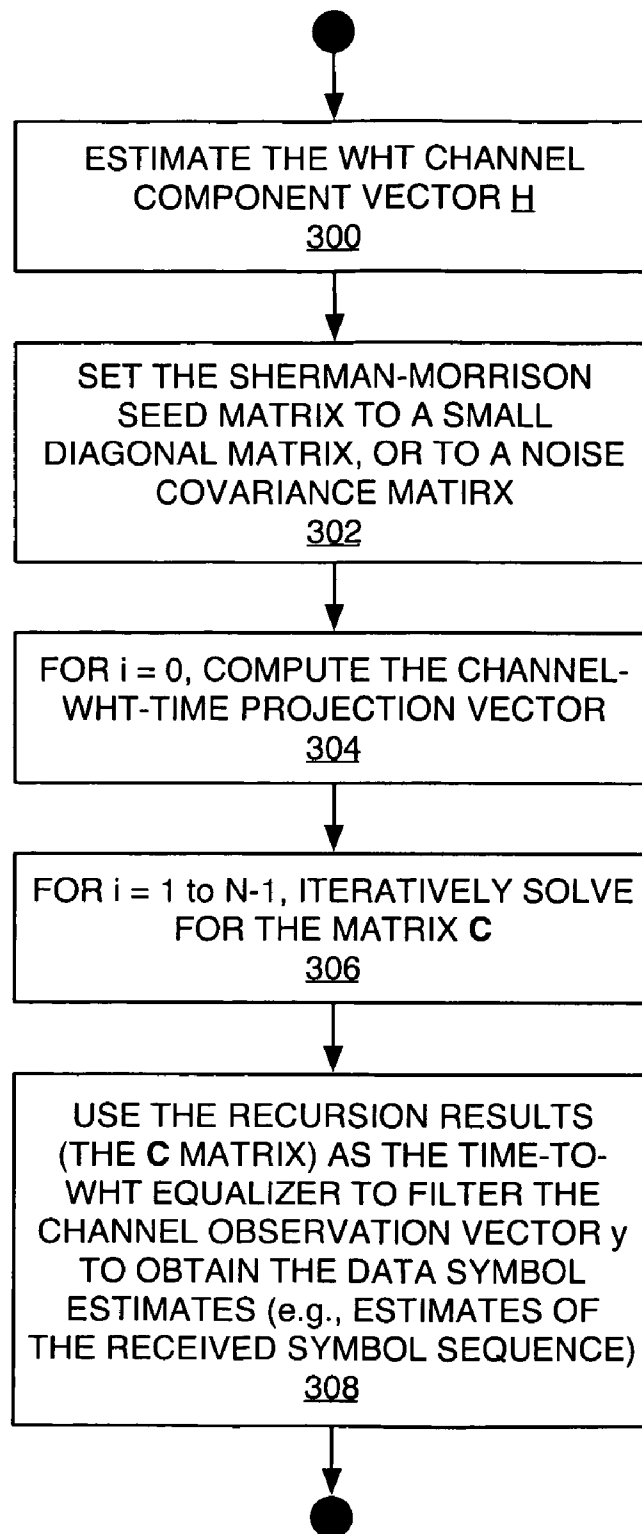 ESTIMATE THE WHT CHANNEL
COMPONENT VECTOR H
300
SET THE SHERMAN-MORRISON
SEED MATRIX TO A SMALL
DIAGONAL MATRIX, OR TO A NOISE
COVARIANCE MATIRX
302
FOR i = 0, COMPUTE THE CHANNEL-
WHT-TIME PROJECTION VECTOR
304
FOR i = 1 to N-1, ITERATIVELY SOLVE
FOR THE MATRIX C
306
USE THE RECURSION RESULTS
(THE C MATRIX) AS THE TIME-TO-
WHT EQUALIZER TO FILTER THE
CHANNEL OBSERVATION VECTOR y
TO OBTAIN THE DATA SYMBOL
ESTIMATES (e.g., ESTIMATES OF
THE RECEIVED SYMBOL SEQUENCE)
308